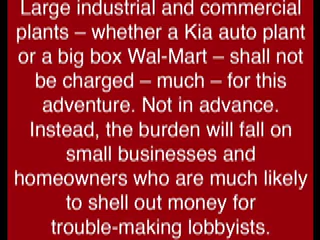 Large industrial and commercial
plants – whether a Kia auto plant
or a big box Wal-Mart – shall not
be charged – much – for this
adventure. Not in advance.
Instead, the burden will fall on
small businesses and
homeowners who are much likely
to shell out money for
trouble-making lobbyists.